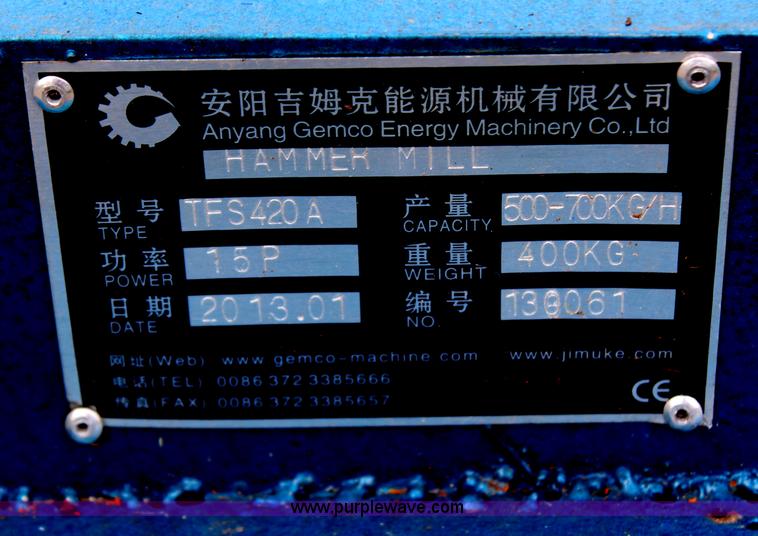 安阳吉姆克能源机械有限公司
Anyang Gemco Energy Machinery Co.,Ltd
HAMMER MILL
型号 TFS420A 产量 500-700KG/H
TYPE CAPACITY
功率 15P 重量 400KG
POWER WEIGHT
日期 2013.01 编号 130061
DATE NO.
网址(Web) www.gemco-machine.com www.jimuke.com
电话(TEL) 0086 372 3385666
传真(FAX) 0086 372 3385657
CE
www.purplewave.com